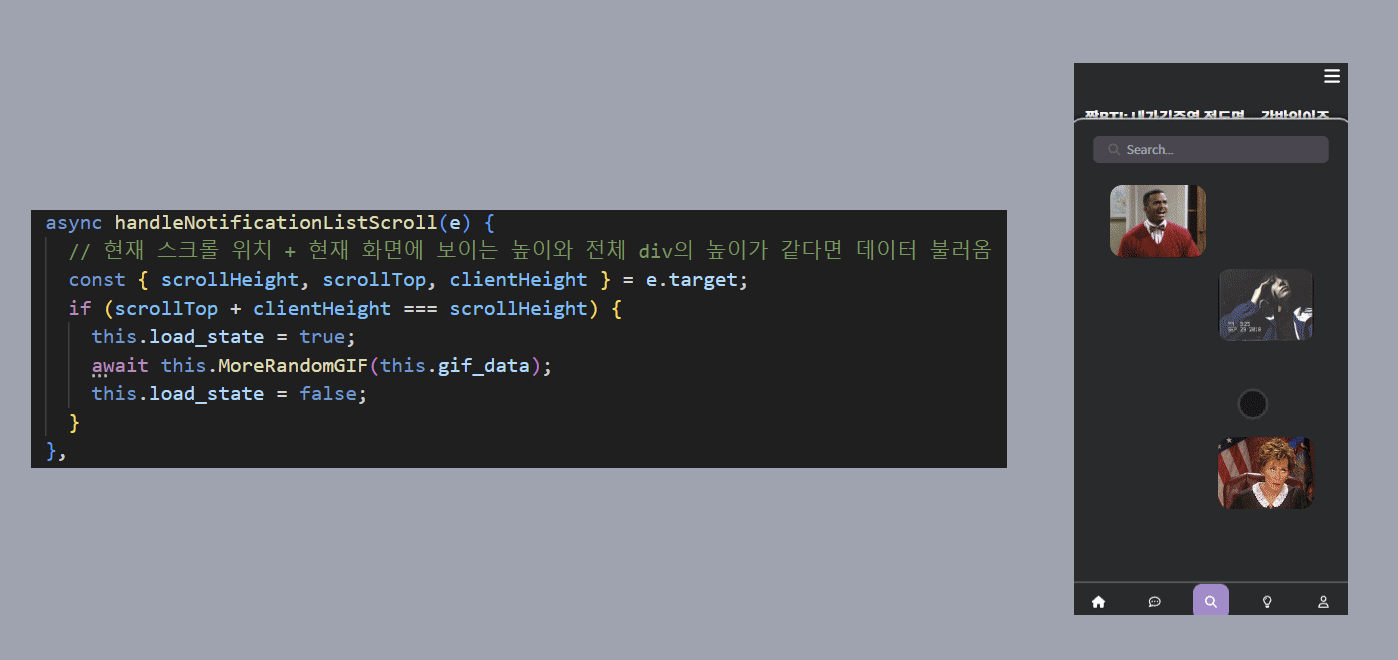 async handleNotificationListScroll(e) {
// 현재 스크롤 위치 + 현재 화면에 보이는 높이와 전체 div의 높이가 같다면 데이터 불러옴
const { scrollHeight, scrollTop, clientHeight } = e.target;
if (scrollTop + clientHeight === scrollHeight) {
this.load_state = true;
await this.MoreRandomGIF(this.gif_data);
this.load_state = false;
}
},
Search...
SEP 29 2016